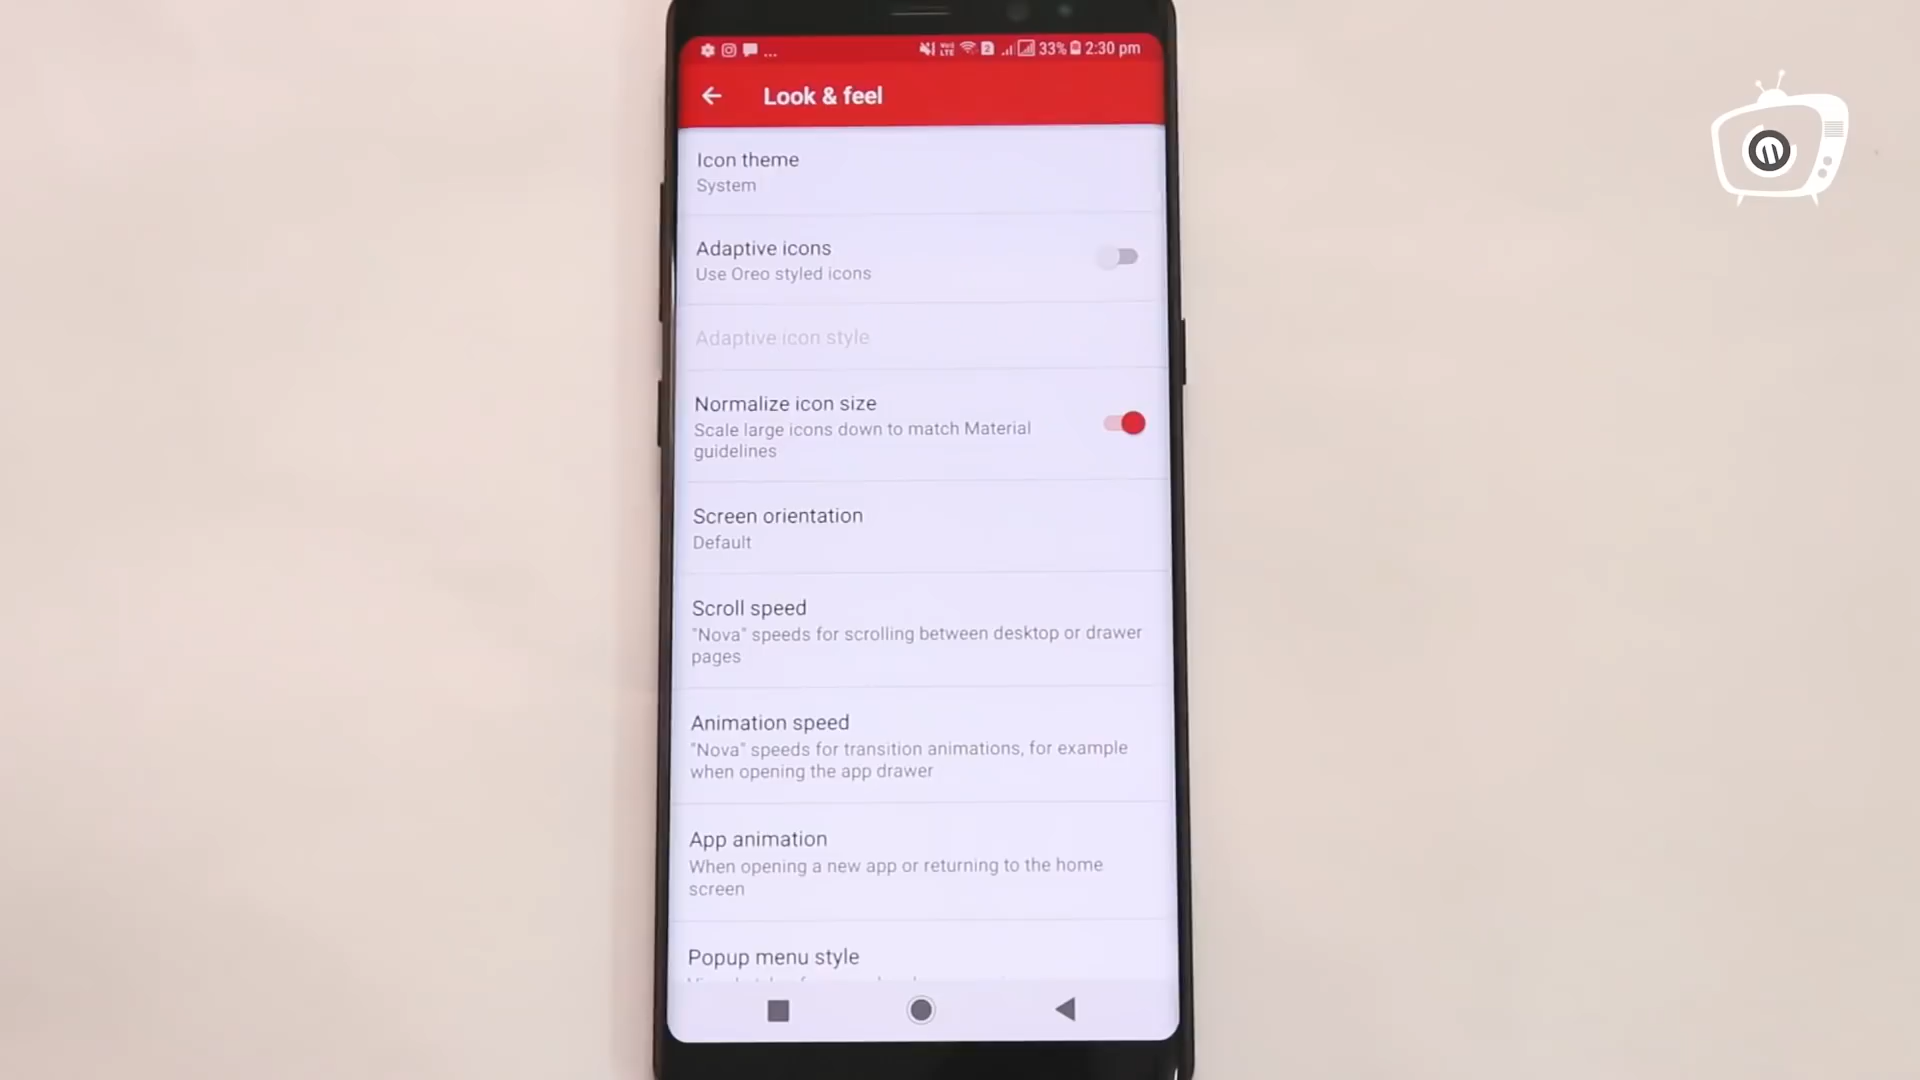 ... VoD LTE 2 33% 2:30 pm
Look & feel
Icon theme
System
Adaptive icons
Use Oreo styled icons
Adaptive icon style
Normalize icon size
Scale large icons down to match Material
guidelines
Screen orientation
Default
Scroll speed
"Nova" speeds for scrolling between desktop or drawer
pages
Animation speed
"Nova" speeds for transition animations, for example
when opening the app drawer
App animation
When opening a new app or returning to the home
screen
Popup menu style